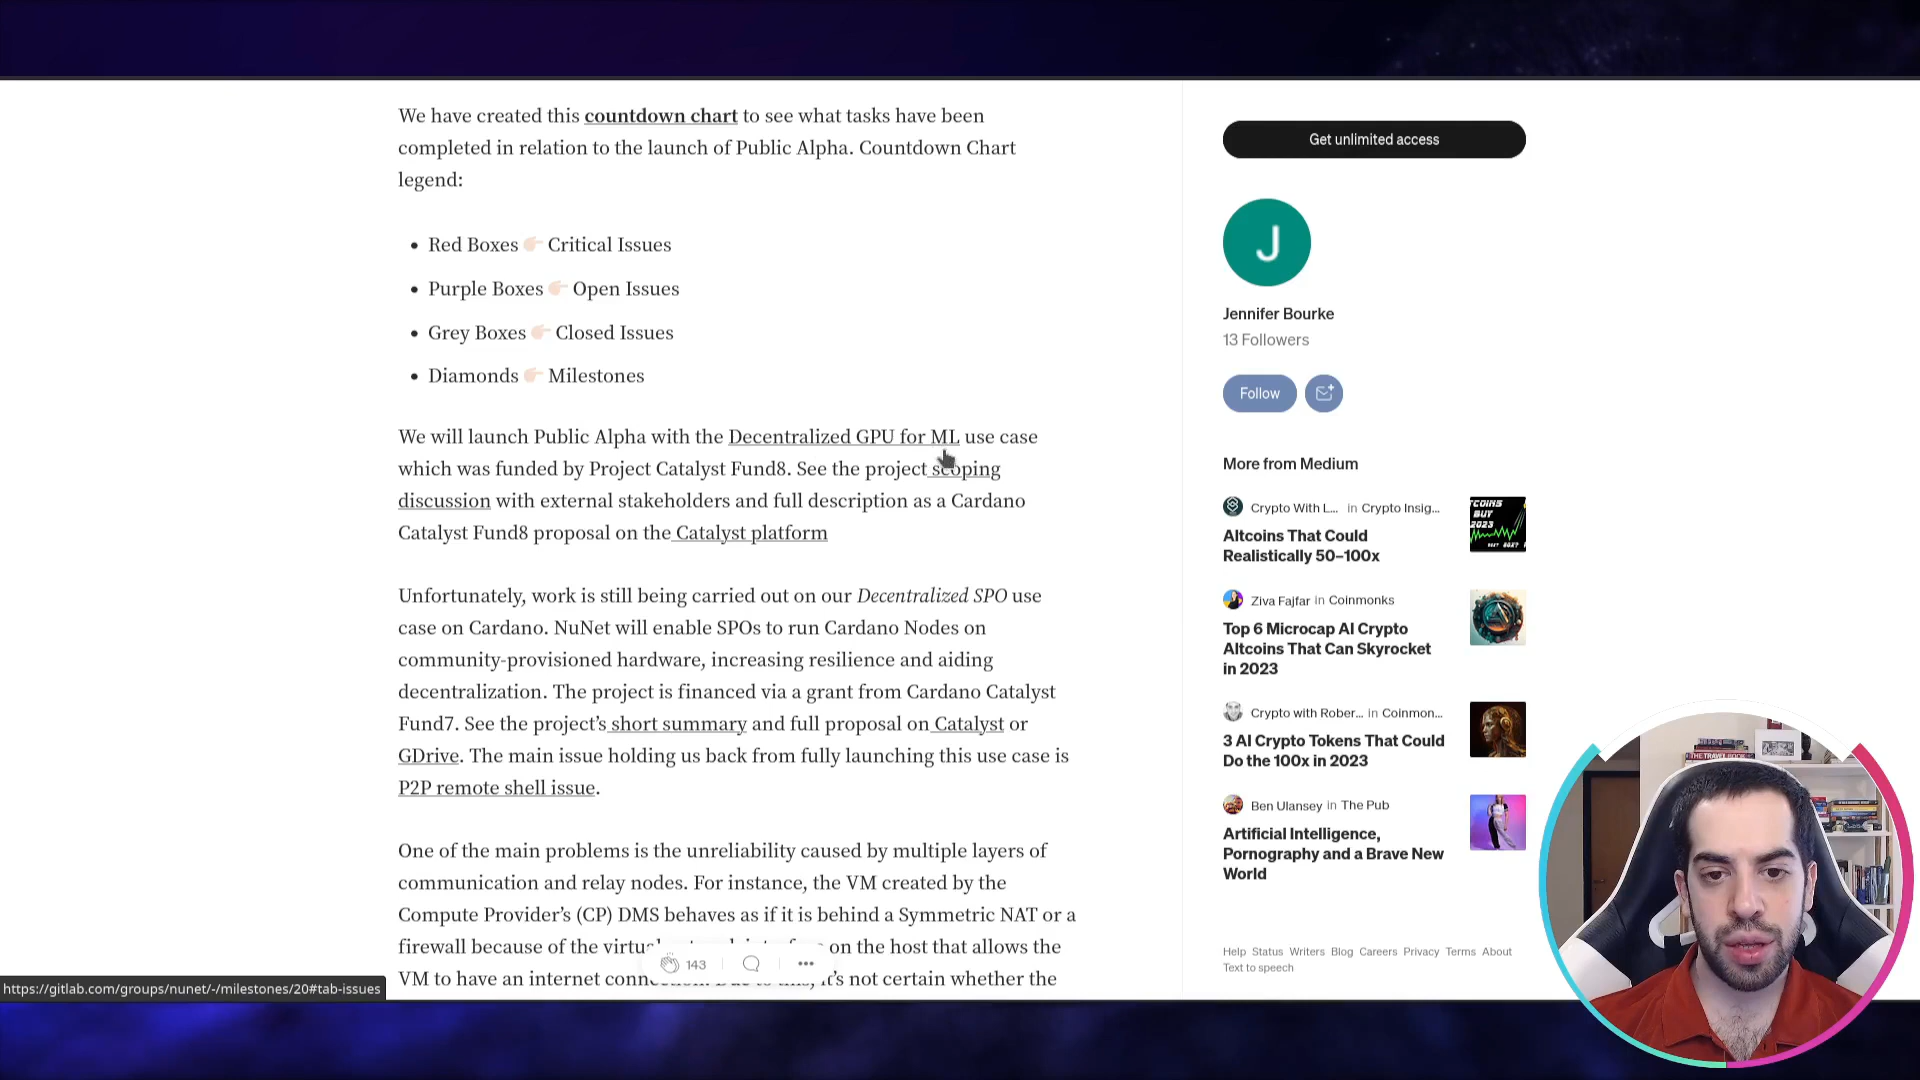 We have created this countdown chart to see what tasks have been
completed in relation to the launch of Public Alpha. Countdown Chart
legend:
• Red Boxes 👉🏻 Critical Issues
• Purple Boxes 👉🏻 Open Issues
• Grey Boxes 👉🏻 Closed Issues
• Diamonds 👉🏻 Milestones
We will launch Public Alpha with the Decentralized GPU for ML use case
which was funded by Project Catalyst Fund8. See the project scoping
discussion with external stakeholders and full description as a Cardano
Catalyst Fund8 proposal on the Catalyst platform
Unfortunately, work is still being carried out on our Decentralized SPO use
case on Cardano. NuNet will enable SPOs to run Cardano Nodes on
community-provisioned hardware, increasing resilience and aiding
decentralization. The project is financed via a grant from Cardano Catalyst
Fund7. See the project's short summary and full proposal on Catalyst or
GDrive. The main issue holding us back from fully launching this use case is
P2P remote shell issue.
One of the main problems is the unreliability caused by multiple layers of
communication and relay nodes. For instance, the VM created by the
Compute Provider's (CP) DMS behaves as if it is behind a Symmetric NAT or a
firewall because of the on the host that allows the
VM to have an internet it's not certain whether the
143
https://gitlab.com/groups/nunet/-/milestones/20#tab-issues
Get unlimited access
J
Jennifer Bourke
13 Followers
Follow
More from Medium
Crypto With L... in Crypto Insig...
Altcoins That Could
Realistically 50–100x
BUY
2023
Ziva Fajfar in Coinmonks
Top 6 Microcap AI Crypto
Altcoins That Can Skyrocket
in 2023
Crypto with Rober... in Coinmon...
3 AI Crypto Tokens That Could
Do the 100x in 2023
Ben Ulansey in The Pub
Artificial Intelligence,
Pornography and a Brave New
World
Help Status Writers Blog Careers Privacy Terms About
Text to speech